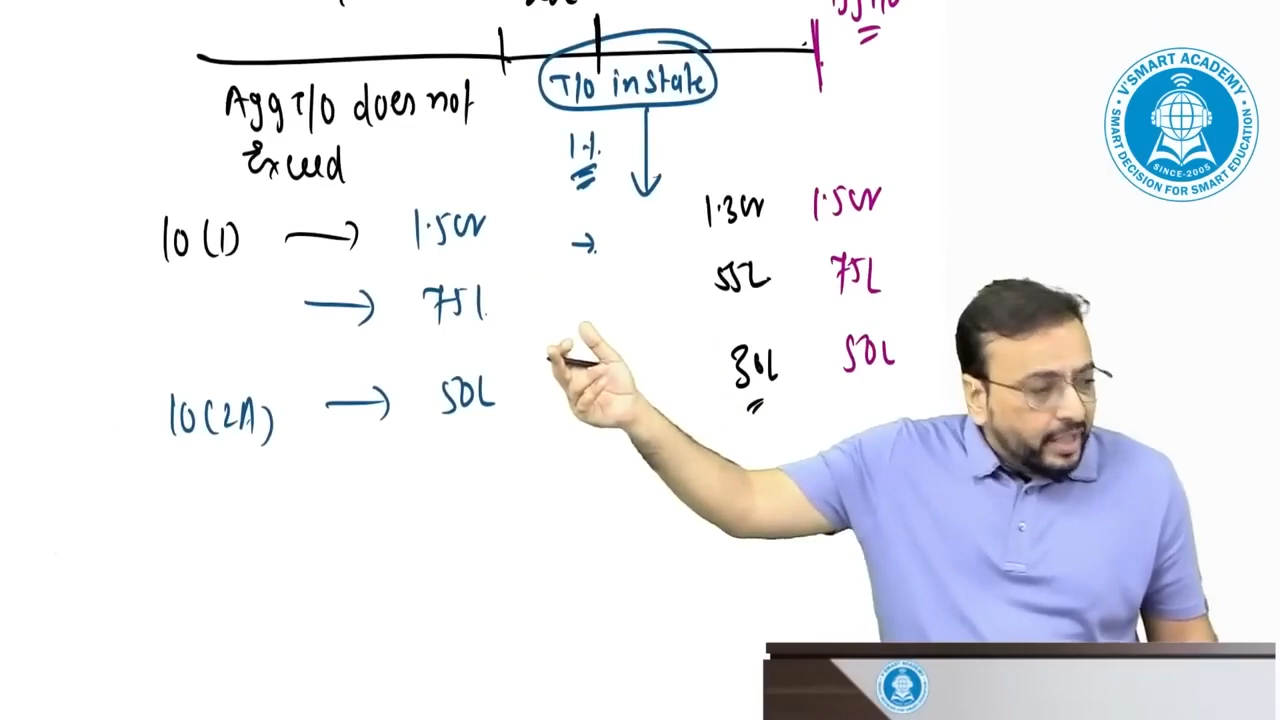 T/O in state
Agg T/O does not
Exceed
1%
10(1) → 1.5cr → 1.3cr 1.5cr
→ 75L 55L 75L
10(2A) → 50L 30L 50L
V'SMART ACADEMY
SINCE-2005
SMART DECISION FOR SMART EDUCATION